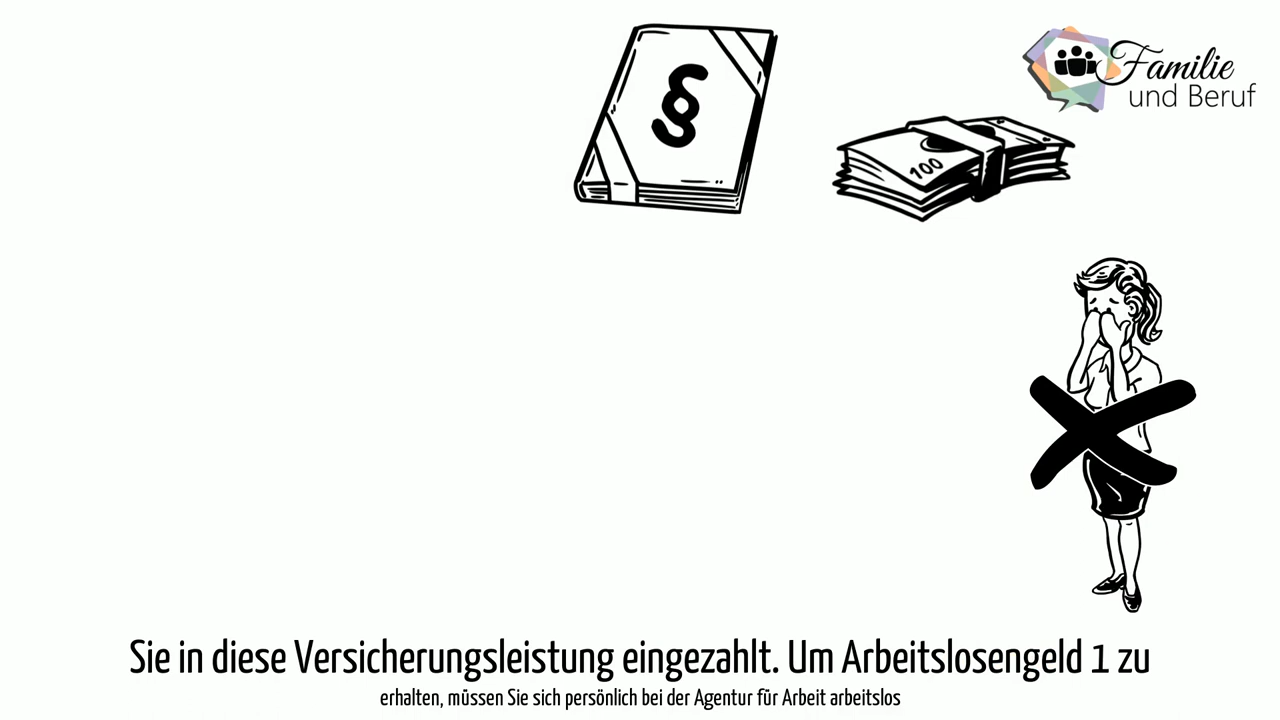 §
100
Familie
und Beruf
Sie in diese Versicherungsleistung eingezahlt. Um Arbeitslosengeld 1 zu
erhalten, müssen Sie sich persönlich bei der Agentur für Arbeit arbeitslos